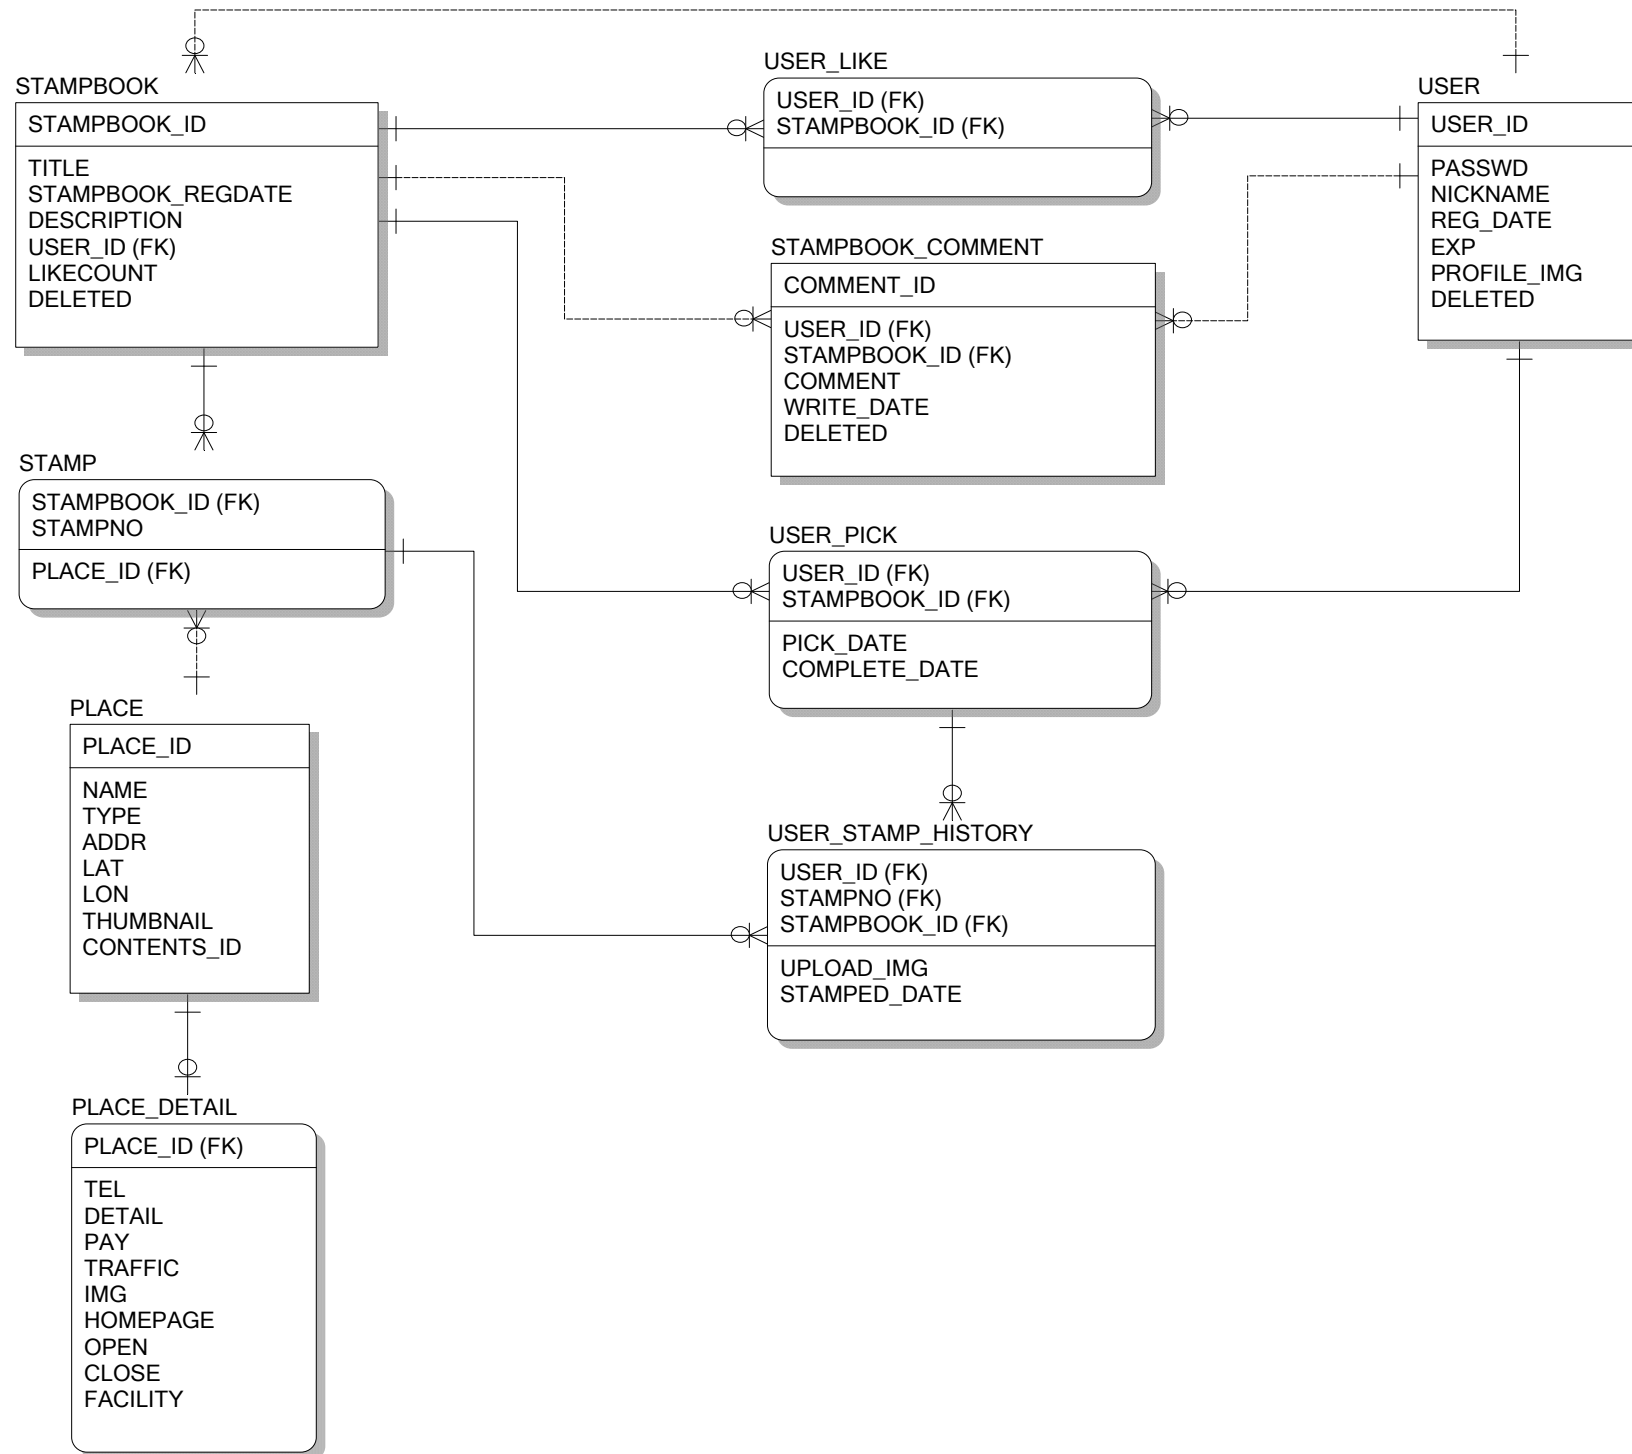 STAMPBOOK
STAMPBOOK_ID
TITLE
STAMPBOOK_REGDATE
DESCRIPTION
USER_ID (FK)
LIKECOUNT
DELETED
USER_LIKE
USER_ID (FK)
STAMPBOOK_ID (FK)
USER
USER_ID
PASSWD
NICKNAME
REG_DATE
EXP
PROFILE_IMG
DELETED
STAMPBOOK_COMMENT
COMMENT_ID
USER_ID (FK)
STAMPBOOK_ID (FK)
COMMENT
WRITE_DATE
DELETED
STAMP
STAMPBOOK_ID (FK)
STAMPNO
PLACE_ID (FK)
USER_PICK
USER_ID (FK)
STAMPBOOK_ID (FK)
PICK_DATE
COMPLETE_DATE
PLACE
PLACE_ID
NAME
TYPE
ADDR
LAT
LON
THUMBNAIL
CONTENTS_ID
USER_STAMP_HISTORY
USER_ID (FK)
STAMPNO (FK)
STAMPBOOK_ID (FK)
UPLOAD_IMG
STAMPED_DATE
PLACE_DETAIL
PLACE_ID (FK)
TEL
DETAIL
PAY
TRAFFIC
IMG
HOMEPAGE
OPEN
CLOSE
FACILITY